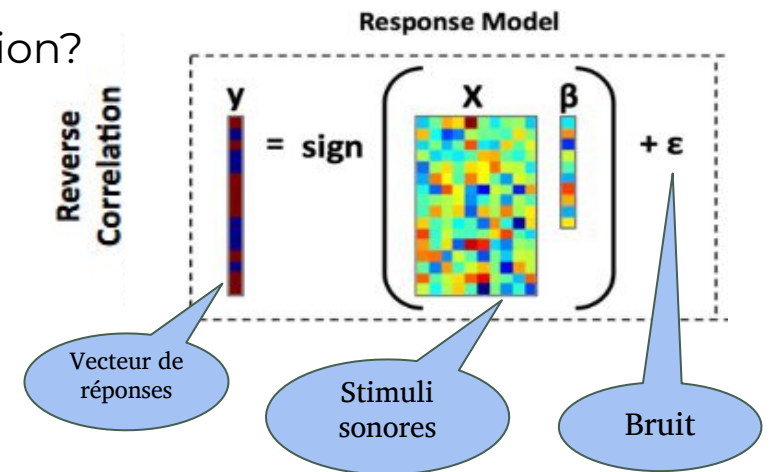 ion?
Response Model
Reverse
Correlation
y = sign ( X β ) + ε
Vecteur de
réponses
Stimuli
sonores
Bruit